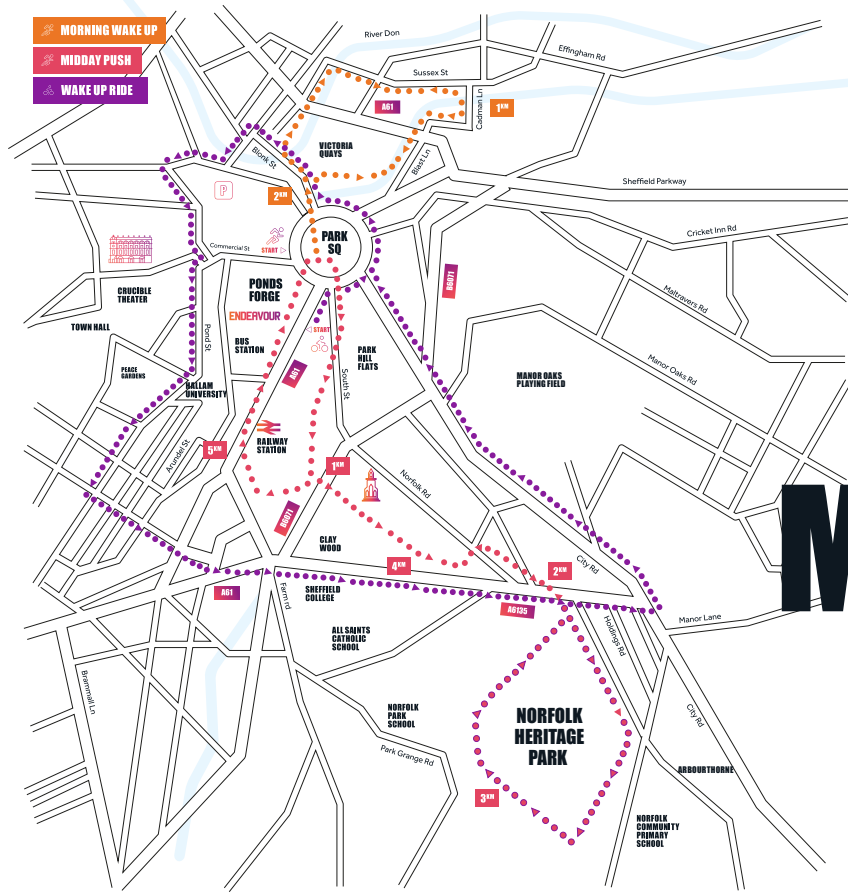 MORNING WAKE UP
MIDDAY PUSH
WAKE UP RIDE
River Don
Effingham Rd
Sussex St
A61
Cadman Ln
1KM
VICTORIA
QUAYS
Blonk St
Blast Ln
P
2KM
Sheffield Parkway
Cricket Inn Rd
START
Commercial St
PARK
SQ
CRUCIBLE
THEATER
PONDS
FORGE
B6071
Maltravers Rd
ENDEAVOUR
TOWN HALL
START
Pond St
BUS
STATION
PARK
HILL
FLATS
Manor Oaks Rd
PEACE
GARDENS
A61
South St
MANOR OAKS
PLAYING FIELD
HALLAM
UNIVERSITY
Arundel St
5KM
RAILWAY
STATION
1KM
Norfolk Rd
M
B6071
CLAY
WOOD
4KM
2KM
City Rd
A61
Farm rd
SHEFFIELD
COLLEGE
A6135
Manor Lane
Holdings Rd
ALL SAINTS
CATHOLIC
SCHOOL
Brammall Ln
NORFOLK
PARK
SCHOOL
NORFOLK
HERITAGE
PARK
City Rd
Park Grange Rd
ARBOURTHORNE
3KM
NORFOLK
COMMUNITY
PRIMARY
SCHOOL